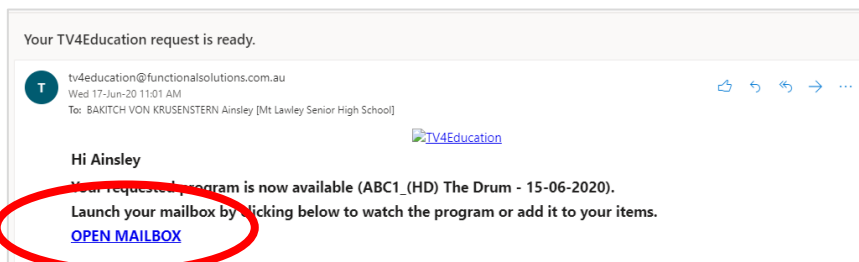 Your TV4Education request is ready.
T
tv4education@functionalsolutions.com.au
Wed 17-Jun-20 11:01 AM
To: BAKITCH VON KRUSENSTERN Ainsley [Mt Lawley Senior High School]
TV4Education
Hi Ainsley
Your requested program is now available (ABC1_(HD) The Drum - 15-06-2020).
Launch your mailbox by clicking below to watch the program or add it to your items.
OPEN MAILBOX